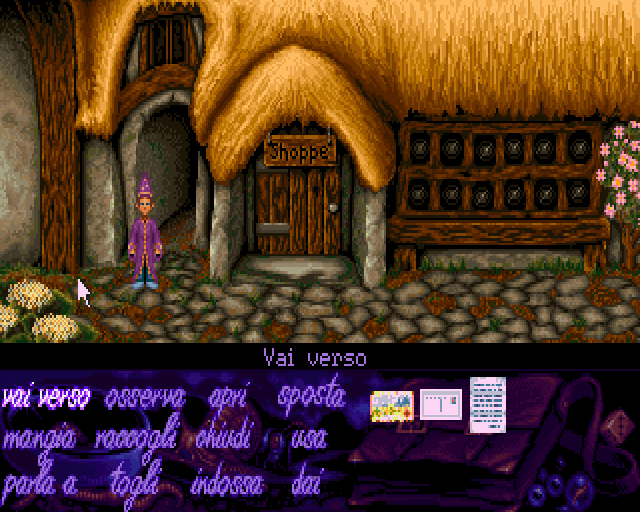 Shoppe
Vai verso
vai verso osserva apri sposta
mangia raccogli chiudi usa
parla a togli indossa dai